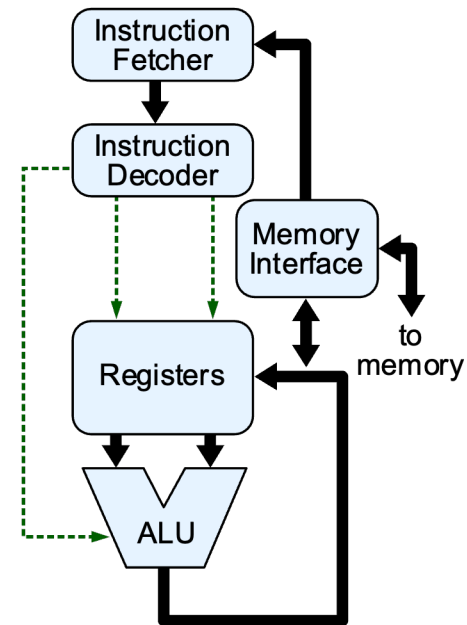 Instruction
Fetcher
Instruction
Decoder
Memory
Interface
to
memory
Registers
ALU